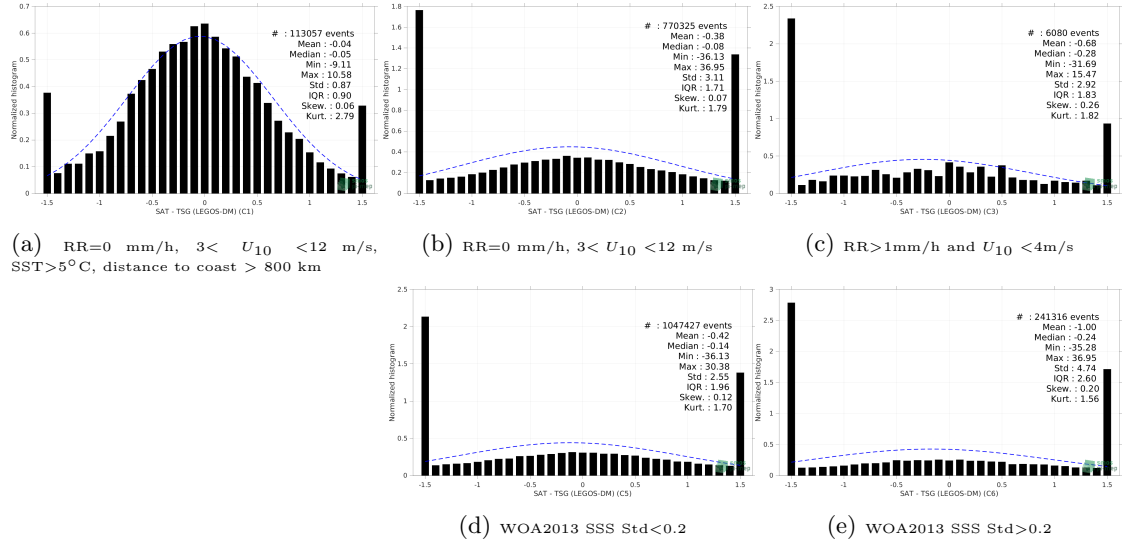 0.7
0.6
0.5
0.4
0.3
0.2
0.1
0
-1.5 -1 -0.5 0 0.5 1 1.5
Normalized histogram
SAT - TSG (LEGOS-DM) (C1)
# : 113057 events
Mean : -0.04
Median : -0.05
Min : -9.11
Max : 10.58
Std : 0.87
IQR : 0.90
Skew. : 0.06
Kurt. : 2.79
(a) RR=0 mm/h, 3< U10 <12 m/s,
SST>5°C, distance to coast > 800 km
1.8
1.6
1.4
1.2
1
0.8
0.6
0.4
0.2
0
-1.5 -1 -0.5 0 0.5 1 1.5
Normalized histogram
SAT - TSG (LEGOS-DM) (C2)
# : 770325 events
Mean : -0.38
Median : -0.08
Min : -36.13
Max : 36.95
Std : 3.11
IQR : 1.71
Skew. : 0.07
Kurt. : 1.79
(b) RR=0 mm/h, 3< U10 <12 m/s
2.5
2
1.5
1
0.5
0
-1.5 -1 -0.5 0 0.5 1 1.5
Normalized histogram
SAT - TSG (LEGOS-DM) (C3)
# : 6080 events
Mean : -0.68
Median : -0.28
Min : -31.69
Max : 15.47
Std : 2.92
IQR : 1.83
Skew. : 0.26
Kurt. : 1.82
(c) RR>1mm/h and U10 <4m/s
2.5
2
1.5
1
0.5
0
-1.5 -1 -0.5 0 0.5 1 1.5
Normalized histogram
SAT - TSG (LEGOS-DM) (C5)
# : 1047427 events
Mean : -0.42
Median : -0.14
Min : -36.13
Max : 30.38
Std : 2.55
IQR : 1.96
Skew. : 0.12
Kurt. : 1.70
(d) WOA2013 SSS Std<0.2
3
2.5
2
1.5
1
0.5
0
-1.5 -1 -0.5 0 0.5 1 1.5
Normalized histogram
SAT - TSG (LEGOS-DM) (C6)
# : 241316 events
Mean : -1.00
Median : -0.24
Min : -35.28
Max : 36.95
Std : 4.74
IQR : 2.60
Skew. : 0.20
Kurt. : 1.56
(e) WOA2013 SSS Std>0.2